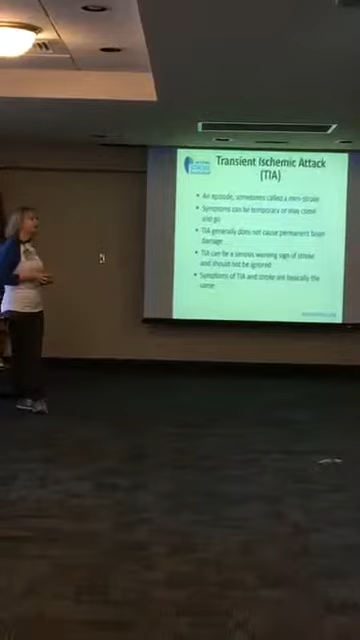 Transient Ischemic Attack
(TIA)
• An episode, sometimes called a mini-stroke
• Symptoms can be temporary or may come
and go
• TIA generally does not cause permanent brain
damage
• TIA can be a serious warning sign of stroke
and should not be ignored
• Symptoms of TIA and stroke are basically the
same